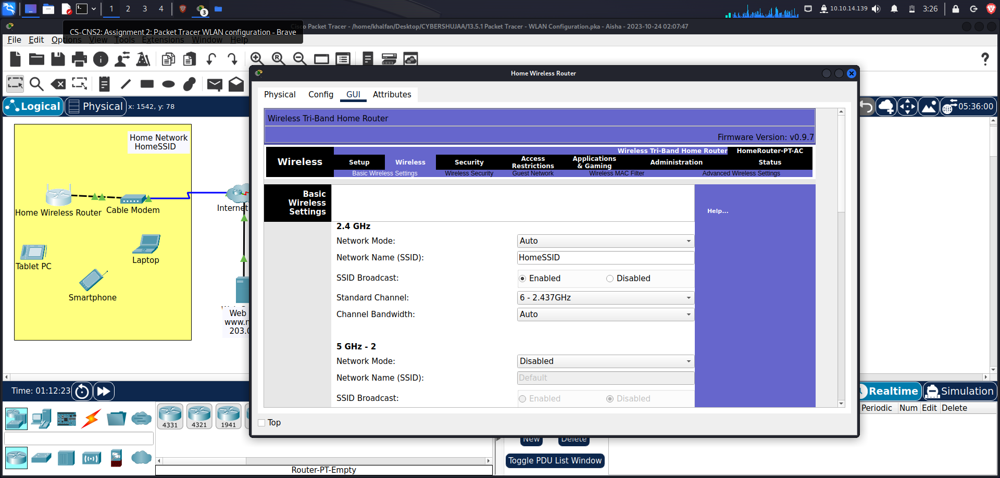 1 2 3 4
3
10.10.14.139
3:26
Cisco Packet Tracer - /home/khalfan/Desktop/CYBERSHUJAA/13.5.1 Packet Tracer - WLAN Configuration.pka - Aisha - 2023-10-24 02:07:47
CS-CNS2: Assignment 2: Packet Tracer WLAN configuration - Brave
File Edit Options View Tools Extensions Window Help
Home Wireless Router
Physical Config GUI Attributes
Logical Physical x: 1542, y: 78
05:36:00
Wireless Tri-Band Home Router
Firmware Version: v0.9.7
Wireless Tri-Band Home Router HomeRouter-PT-AC
Wireless
Setup Wireless Security Access Restrictions Applications & Gaming Administration Status
Basic Wireless Settings Wireless Security Guest Network Wireless MAC Filter Advanced Wireless Settings
Basic
Wireless
Settings
Help...
2.4 GHz
Network Mode: Auto
Network Name (SSID): HomeSSID
SSID Broadcast: Enabled Disabled
Standard Channel: 6 - 2.437GHz
Channel Bandwidth: Auto
5 GHz - 2
Network Mode: Disabled
Network Name (SSID): Default
SSID Broadcast: Enabled Disabled
Top
Home Network
HomeSSID
Home Wireless Router
Cable Modem
Internet
Tablet PC
Laptop
Smartphone
Web
www.
203.0
Time: 01:12:23
Realtime Simulation
4331 4321 1941
Periodic Num Edit Delete
New Delete
Toggle PDU List Window
Router-PT-Empty